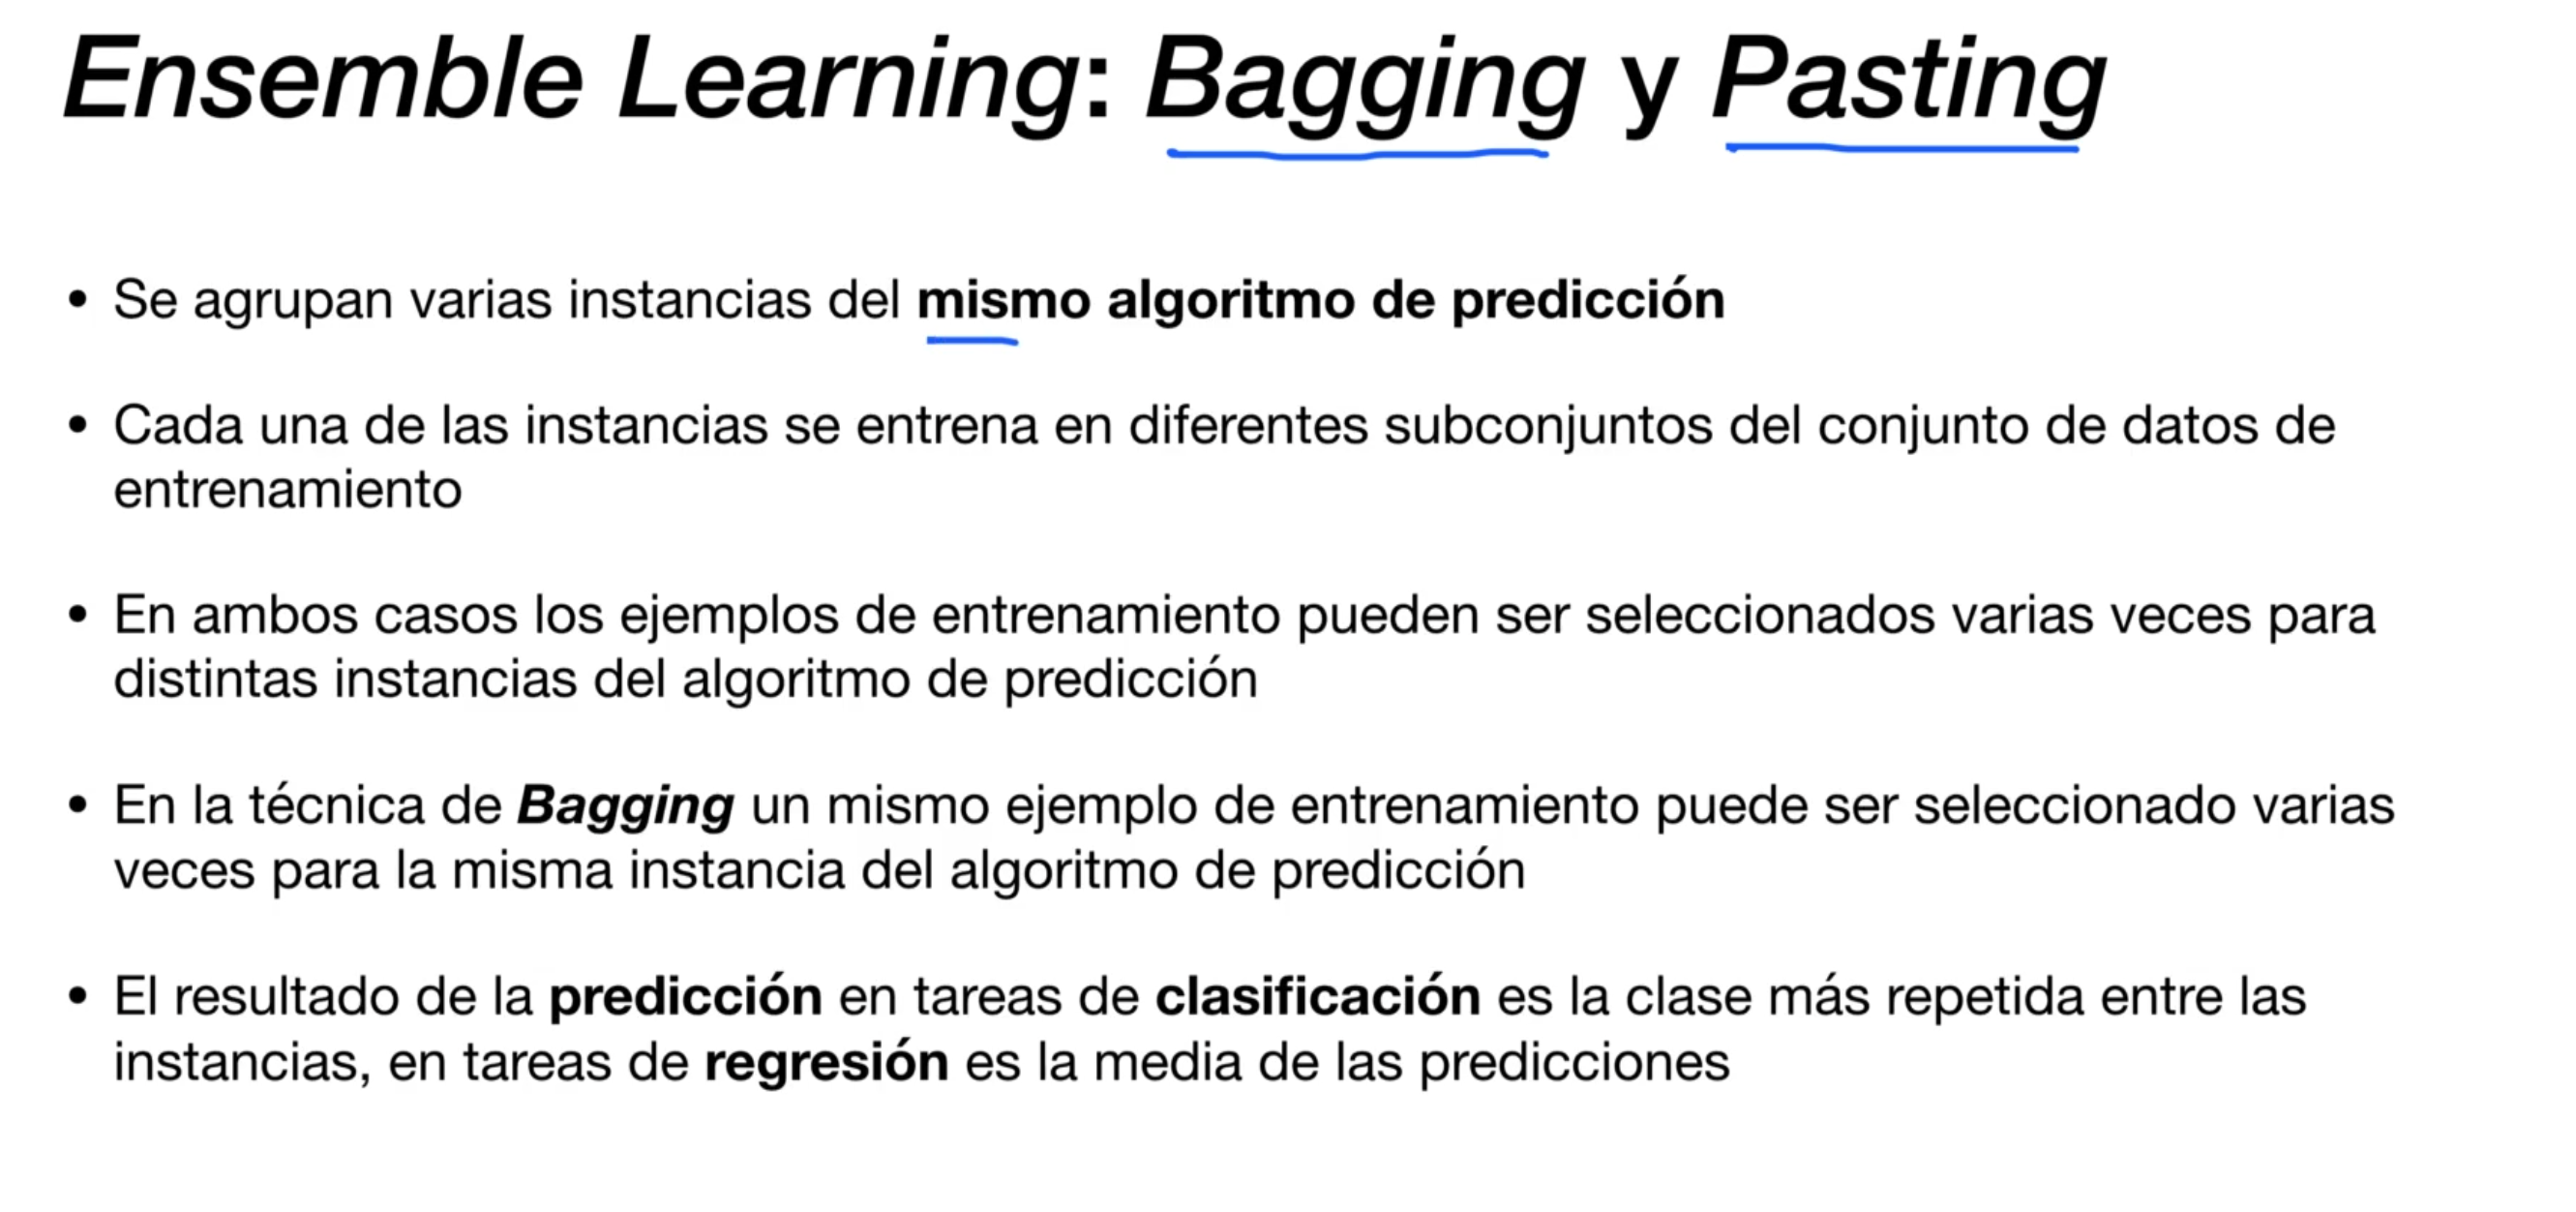 Ensemble Learning: Bagging y Pasting
• Se agrupan varias instancias del mismo algoritmo de predicción
• Cada una de las instancias se entrena en diferentes subconjuntos del conjunto de datos de
entrenamiento
• En ambos casos los ejemplos de entrenamiento pueden ser seleccionados varias veces para
distintas instancias del algoritmo de predicción
• En la técnica de Bagging un mismo ejemplo de entrenamiento puede ser seleccionado varias
veces para la misma instancia del algoritmo de predicción
• El resultado de la predicción en tareas de clasificación es la clase más repetida entre las
instancias, en tareas de regresión es la media de las predicciones